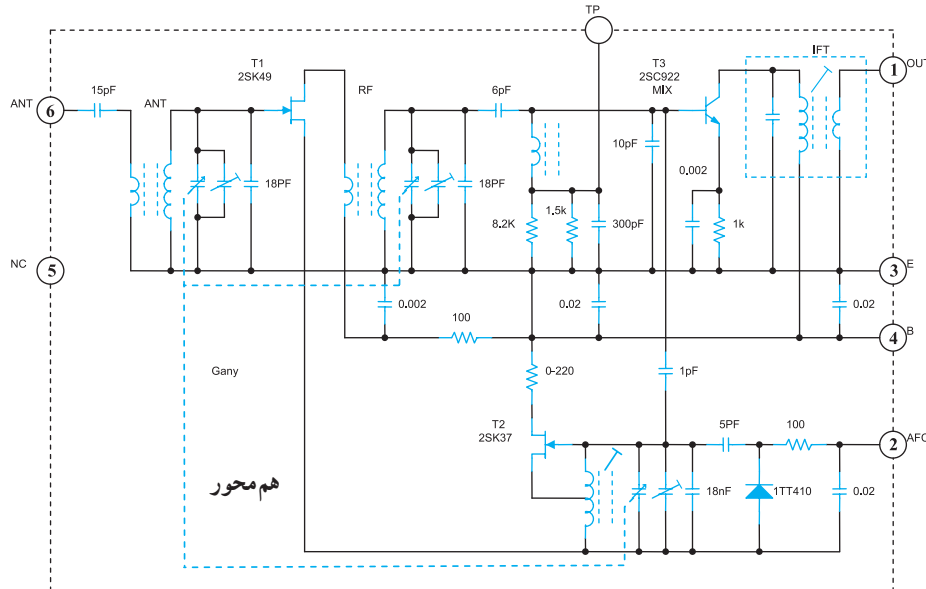 TP
T1
2SK49
T3
2SC922
MIX
IFT
1 OUT
15pF
ANT
RF
6pF
ANT
6
10pF
0.002
18PF
18PF
8.2K
1.5k
300pF
1k
NC
5
3 E
0.002
0.02
0.02
100
4 B
Gany
0-220
1pF
T2
2SK37
5PF
100
2 AFC
هم محور
18nF
1TT410
0.02